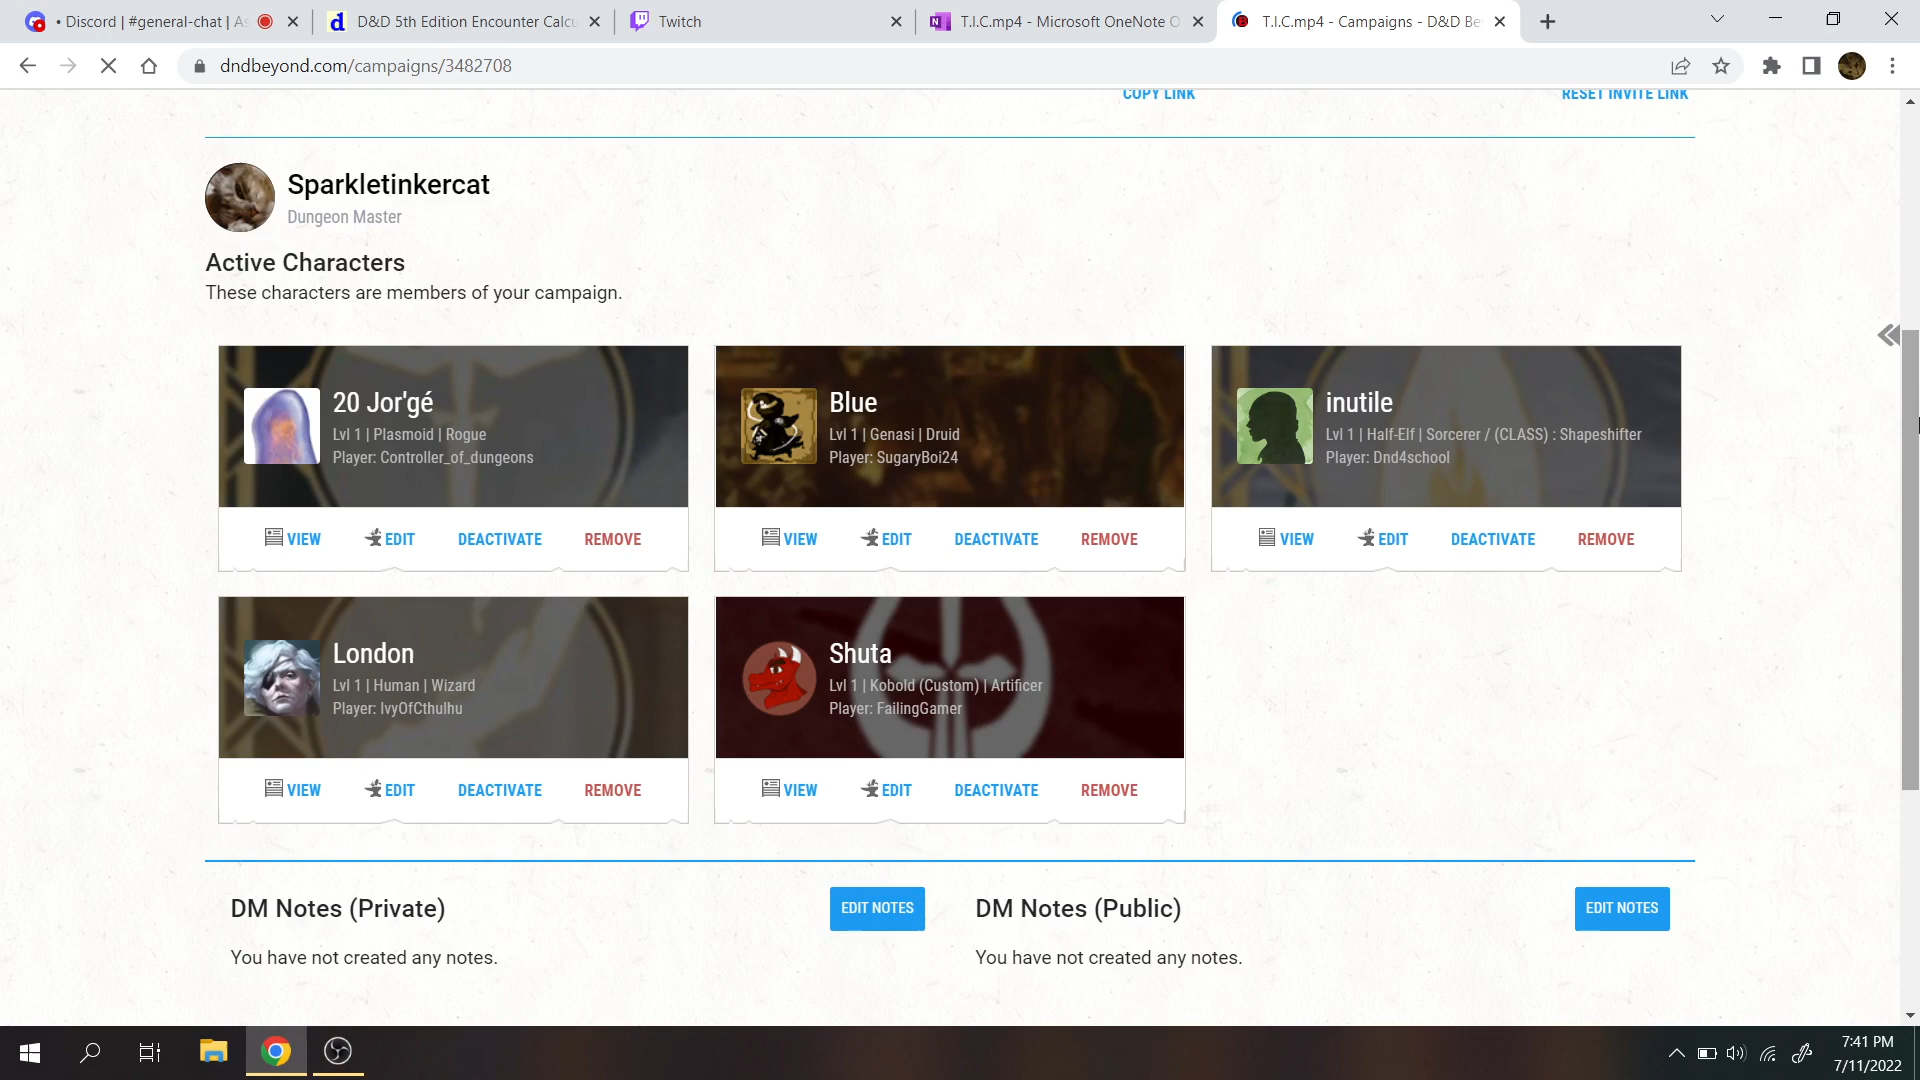 • Discord | #general-chat | As
D&D 5th Edition Encounter Calcu
Twitch
T.I.C.mp4 - Microsoft OneNote O
T.I.C.mp4 - Campaigns - D&D Be
dndbeyond.com/campaigns/3482708
COPY LINK
RESET INVITE LINK
Sparkletinkercat
Dungeon Master
Active Characters
These characters are members of your campaign.
20 Jor'gé
Lvl 1 | Plasmoid | Rogue
Player: Controller_of_dungeons
VIEW EDIT DEACTIVATE REMOVE
Blue
Lvl 1 | Genasi | Druid
Player: SugaryBoi24
VIEW EDIT DEACTIVATE REMOVE
inutile
Lvl 1 | Half-Elf | Sorcerer / (CLASS) : Shapeshifter
Player: Dnd4school
VIEW EDIT DEACTIVATE REMOVE
London
Lvl 1 | Human | Wizard
Player: IvyOfCthulhu
VIEW EDIT DEACTIVATE REMOVE
Shuta
Lvl 1 | Kobold (Custom) | Artificer
Player: FailingGamer
VIEW EDIT DEACTIVATE REMOVE
DM Notes (Private)
EDIT NOTES
You have not created any notes.
DM Notes (Public)
EDIT NOTES
You have not created any notes.
7:41 PM
7/11/2022